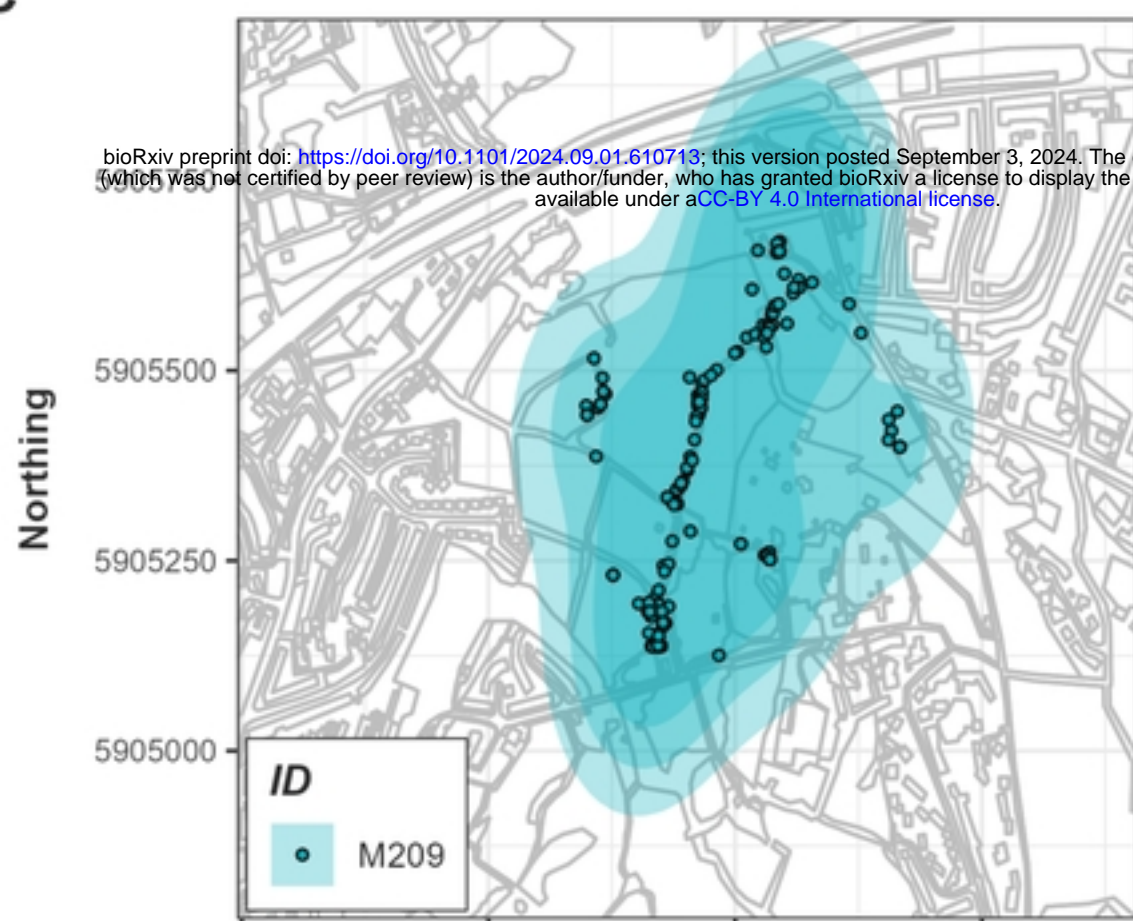 bioRxiv preprint doi: https://doi.org/10.1101/2024.09.01.610713; this version posted September 3, 2024. The
(which was not certified by peer review) is the author/funder, who has granted bioRxiv a license to display the
available under aCC-BY 4.0 International license.
5905750
5905500
5905250
5905000
Northing
ID
M209